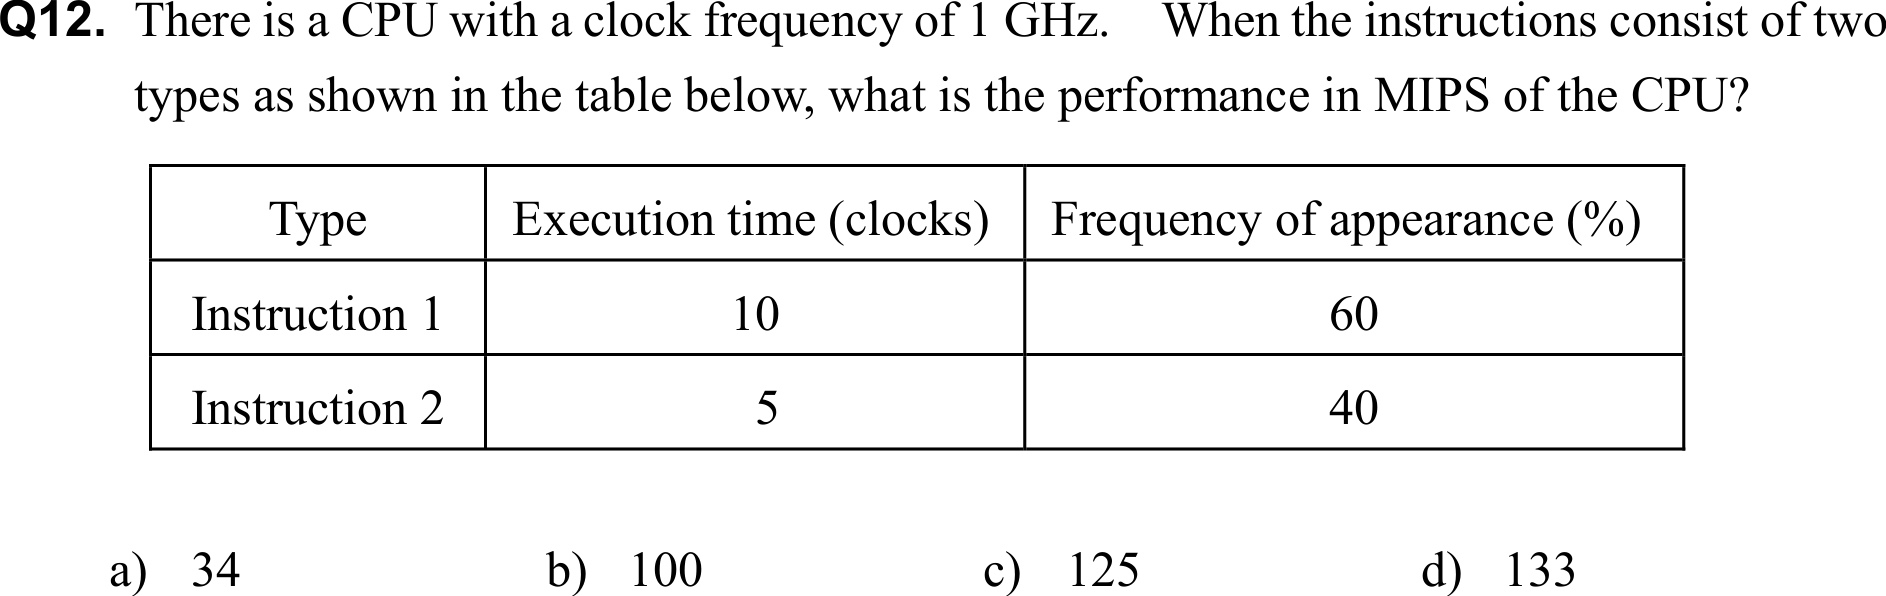 Q12. There is a CPU with a clock frequency of 1 GHz. When the instructions consist of two
types as shown in the table below, what is the performance in MIPS of the CPU?
Type Execution time (clocks) Frequency of appearance (%)
Instruction 1 10 60
Instruction 2 5 40
a) 34 b) 100 c) 125 d) 133